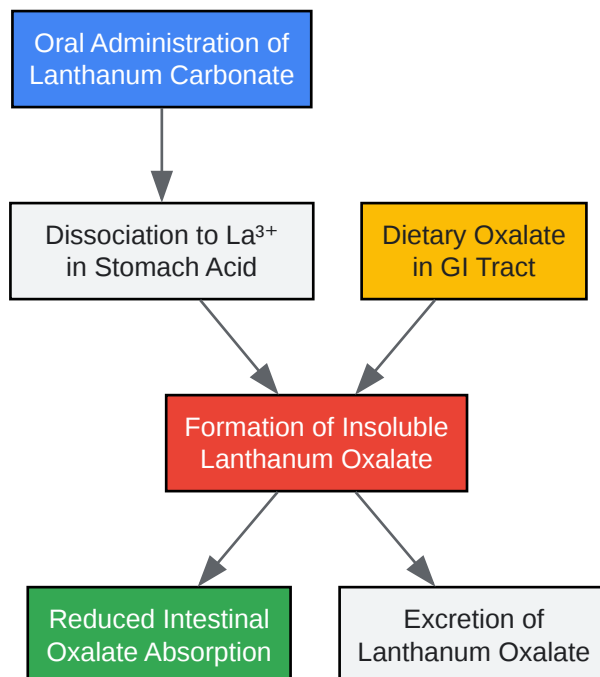 Oral Administration of
Lanthanum Carbonate
Dissociation to La³⁺
in Stomach Acid
Dietary Oxalate
in GI Tract
Formation of Insoluble
Lanthanum Oxalate
Reduced Intestinal
Oxalate Absorption
Excretion of
Lanthanum Oxalate